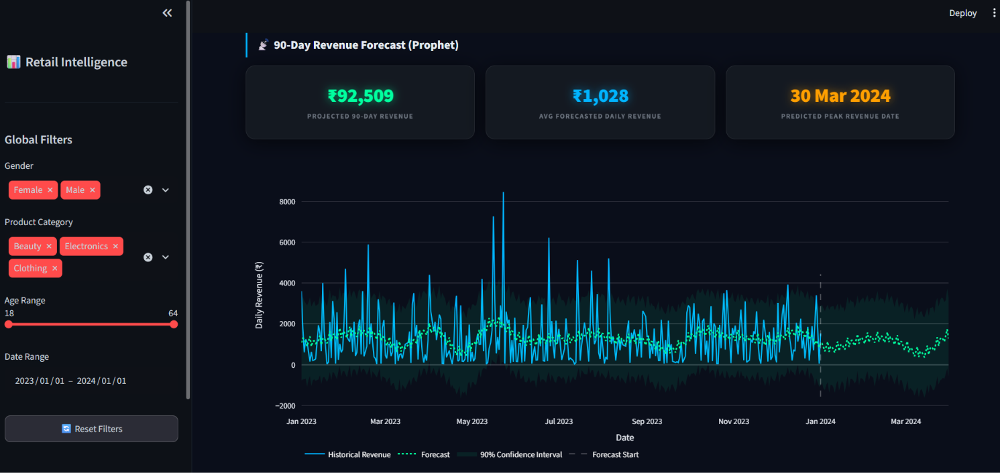 Deploy
Retail Intelligence
Global Filters
Gender
Female × Male ×
Product Category
Beauty × Electronics ×
Clothing ×
Age Range
18 64
Date Range
2023/01/01 – 2024/01/01
Reset Filters
90-Day Revenue Forecast (Prophet)
₹92,509
PROJECTED 90-DAY REVENUE
₹1,028
AVG FORECASTED DAILY REVENUE
30 Mar 2024
PREDICTED PEAK REVENUE DATE
Daily Revenue (₹)
8000
6000
4000
2000
0
−2000
Jan 2023 Mar 2023 May 2023 Jul 2023 Sep 2023 Nov 2023 Jan 2024 Mar 2024
Date
Historical Revenue Forecast 90% Confidence Interval Forecast Start